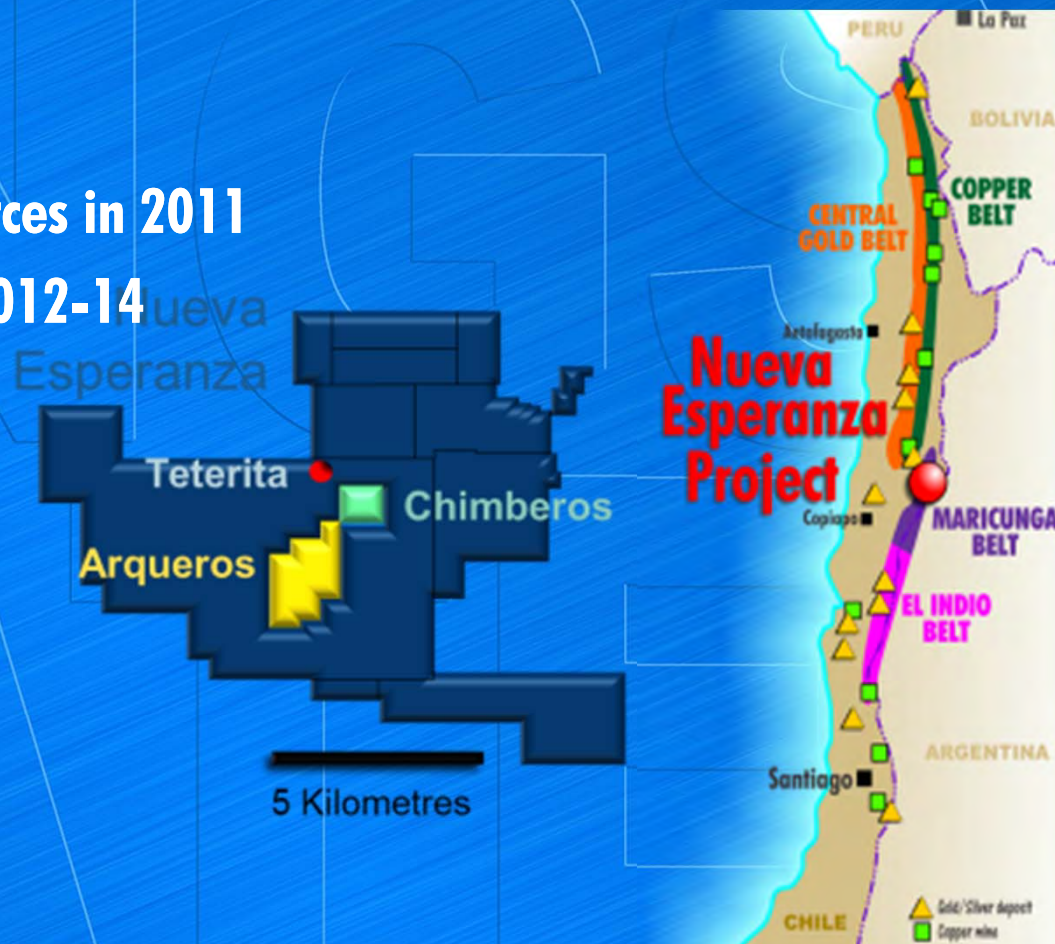 rces in 2011
012-14
Nueva
Esperanza
Teterita
Chimberos
Arqueros
5 Kilometres
PERU
La Paz
BOLIVIA
COPPER
BELT
CENTRAL
GOLD BELT
Antofagasta
Nueva
Esperanza
Project
Copiapo
MARICUNGA
BELT
EL INDIO
BELT
ARGENTINA
Santiago
CHILE
Gold/Silver deposit
Copper mine